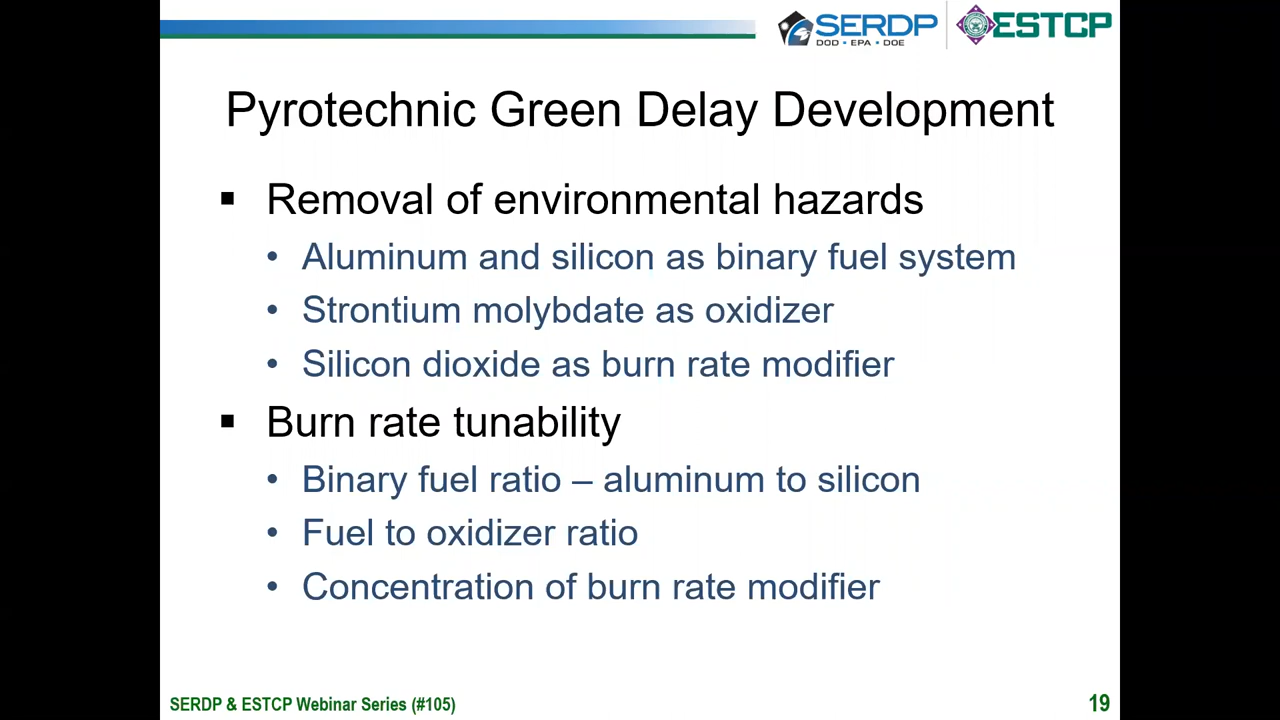 SERDP
DOD • EPA • DOE
ESTCP
Pyrotechnic Green Delay Development
▪ Removal of environmental hazards
• Aluminum and silicon as binary fuel system
• Strontium molybdate as oxidizer
• Silicon dioxide as burn rate modifier
▪ Burn rate tunability
• Binary fuel ratio – aluminum to silicon
• Fuel to oxidizer ratio
• Concentration of burn rate modifier
SERDP & ESTCP Webinar Series (#105)
19